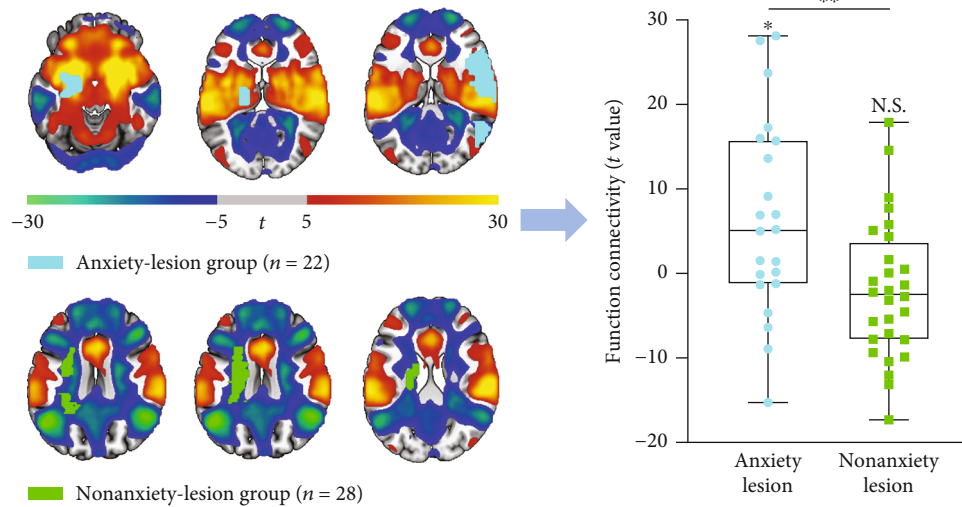 −30
−5
t
5
30
Anxiety-lesion group (n = 22)
Nonanxiety-lesion group (n = 28)
Function connectivity (t value)
30
20
10
0
−10
−20
**
*
N.S.
Anxiety
lesion
Nonanxiety
lesion